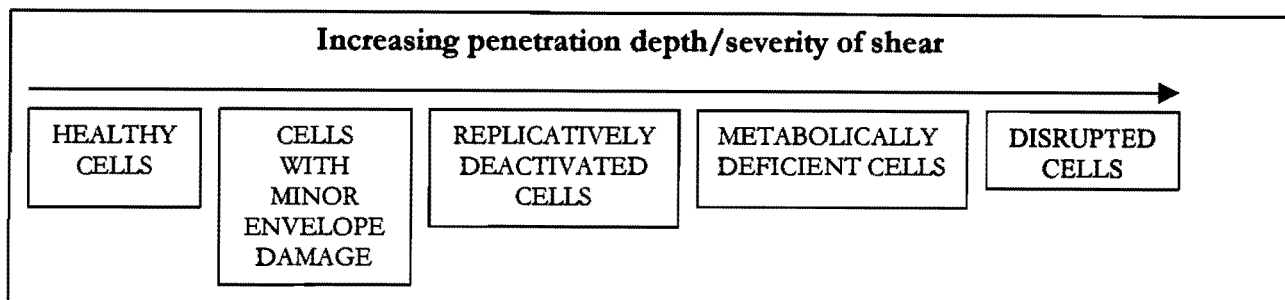 Increasing penetration depth/severity of shear
HEALTHY
CELLS
CELLS
WITH
MINOR
ENVELOPE
DAMAGE
REPLICATIVELY
DEACTIVATED
CELLS
METABOLICALLY
DEFICIENT CELLS
DISRUPTED
CELLS